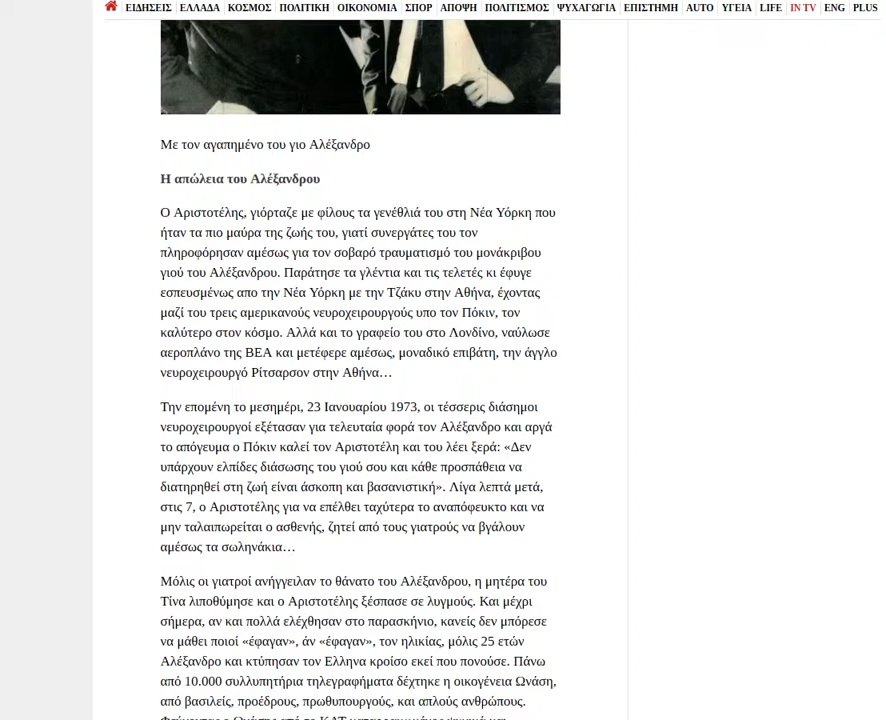 ΕΙΔΗΣΕΙΣ ΕΛΛΑΔΑ ΚΟΣΜΟΣ ΠΟΛΙΤΙΚΗ ΟΙΚΟΝΟΜΙΑ ΣΠΟΡ ΑΠΟΨΗ ΠΟΛΙΤΙΣΜΟΣ ΨΥΧΑΓΩΓΙΑ ΕΠΙΣΤΗΜΗ AUTO ΥΓΕΙΑ LIFE IN TV ENG PLUS
Με τον αγαπημένο του γιο Αλέξανδρο
Η απώλεια του Αλέξανδρου
Ο Αριστοτέλης, γιόρταζε με φίλους τα γενέθλιά του στη Νέα Υόρκη που
ήταν τα πιο μαύρα της ζωής του, γιατί συνεργάτες του τον
πληροφόρησαν αμέσως για τον σοβαρό τραυματισμό του μονάκριβου
γιού του Αλέξανδρου. Παράτησε τα γλέντια και τις τελετές κι έφυγε
εσπευσμένως απο την Νέα Υόρκη με την Τζάκυ στην Αθήνα, έχοντας
μαζί του τρεις αμερικανούς νευροχειρουργούς υπο τον Πόκιν, τον
καλύτερο στον κόσμο. Αλλά και το γραφείο του στο Λονδίνο, ναύλωσε
αεροπλάνο της ΒΕΑ και μετέφερε αμέσως, μοναδικό επιβάτη, την άγγλο
νευροχειρουργό Ρίτσαρσον στην Αθήνα…
Την επομένη το μεσημέρι, 23 Ιανουαρίου 1973, οι τέσσερις διάσημοι
νευροχειρουργοί εξέτασαν για τελευταία φορά τον Αλέξανδρο και αργά
το απόγευμα ο Πόκιν καλεί τον Αριστοτέλη και του λέει ξερά: «Δεν
υπάρχουν ελπίδες διάσωσης του γιού σου και κάθε προσπάθεια να
διατηρηθεί στη ζωή είναι άσκοπη και βασανιστική». Λίγα λεπτά μετά,
στις 7, ο Αριστοτέλης για να επέλθει ταχύτερα το αναπόφευκτο και να
μην ταλαιπωρείται ο ασθενής, ζητεί από τους γιατρούς να βγάλουν
αμέσως τα σωληνάκια…
Μόλις οι γιατροί ανήγγειλαν το θάνατο του Αλέξανδρου, η μητέρα του
Τίνα λιποθύμησε και ο Αριστοτέλης ξέσπασε σε λυγμούς. Και μέχρι
σήμερα, αν και πολλά ελέχθησαν στο παρασκήνιο, κανείς δεν μπόρεσε
να μάθει ποιοί «έφαγαν», άν «έφαγαν», τον ηλικίας, μόλις 25 ετών
Αλέξανδρο και κτύπησαν τον Ελληνα κροίσο εκεί που πονούσε. Πάνω
από 10.000 συλλυπητήρια τηλεγραφήματα δέχτηκε η οικογένεια Ωνάση,
από βασιλείς, προέδρους, πρωθυπουργούς, και απλούς ανθρώπους.